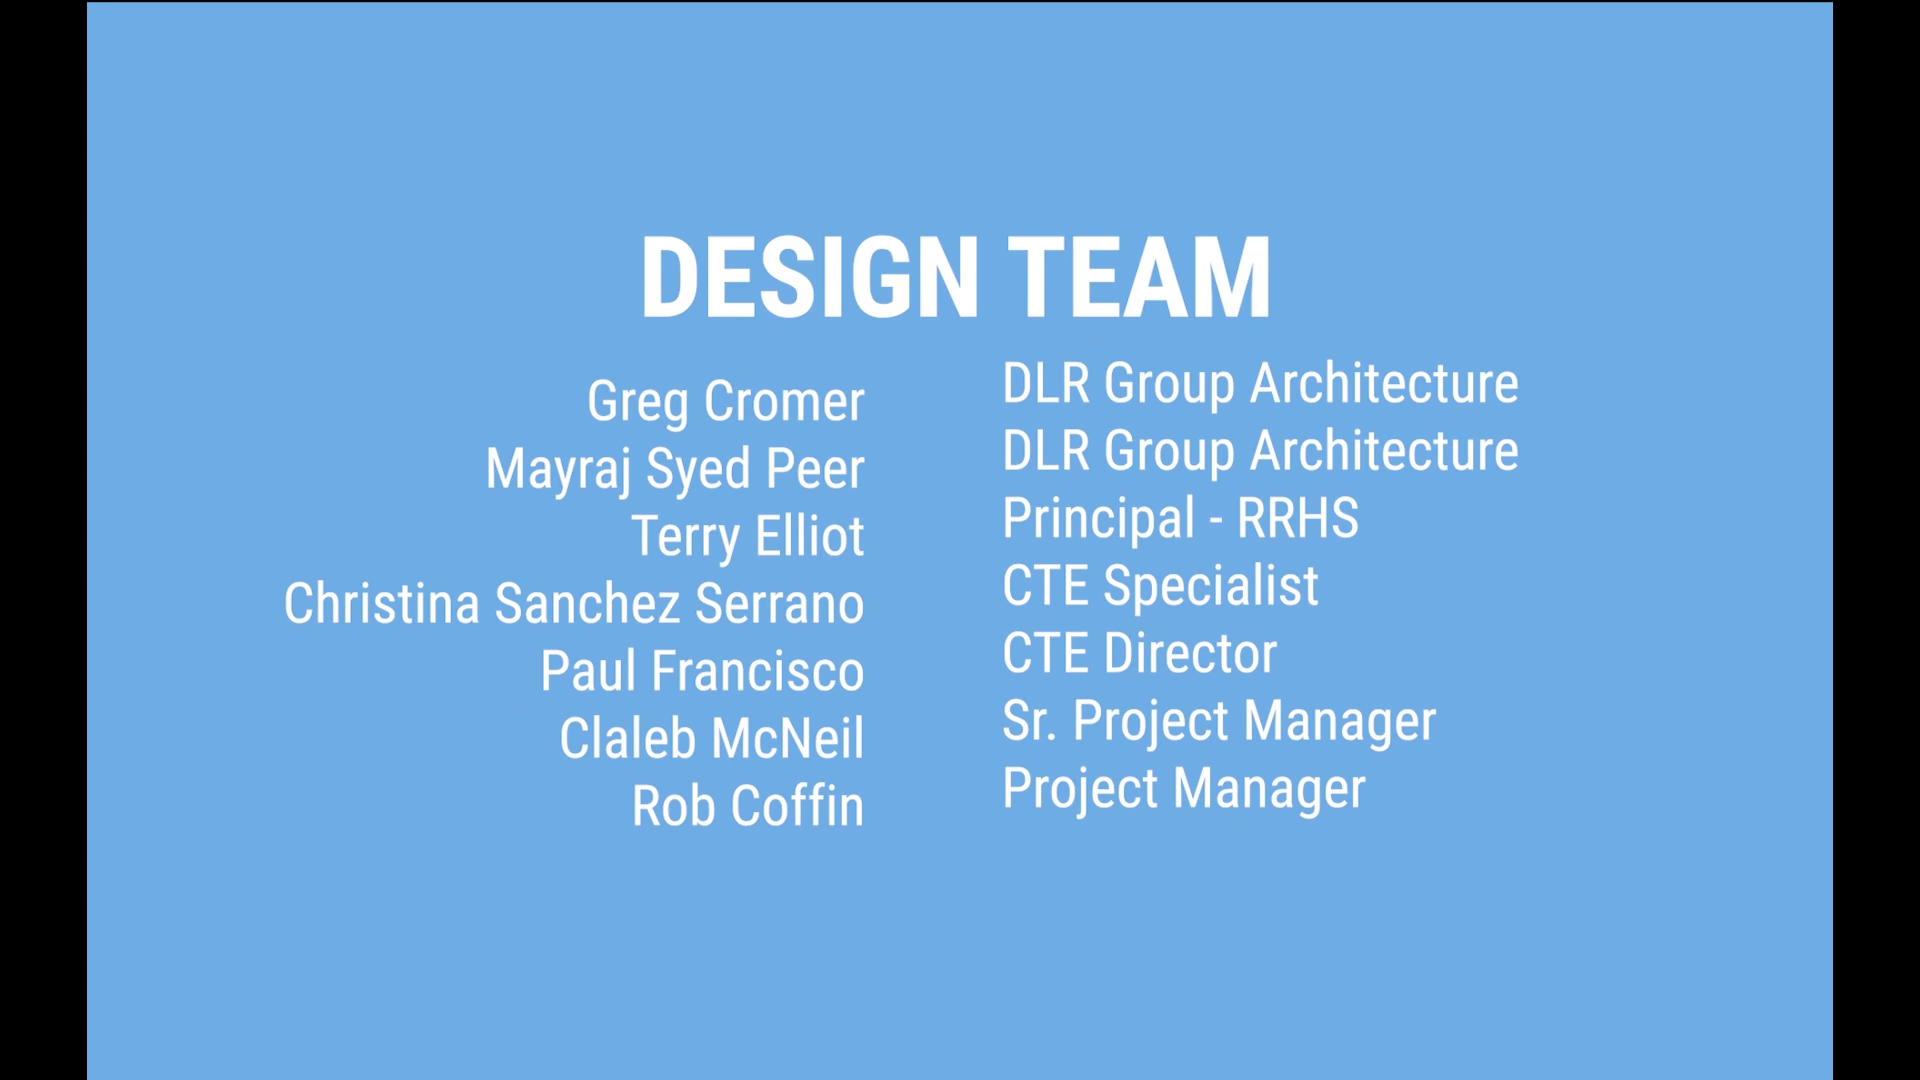 DESIGN TEAM
Greg Cromer DLR Group Architecture
Mayraj Syed Peer DLR Group Architecture
Terry Elliot Principal - RRHS
Christina Sanchez Serrano CTE Specialist
Paul Francisco CTE Director
Claleb McNeil Sr. Project Manager
Rob Coffin Project Manager